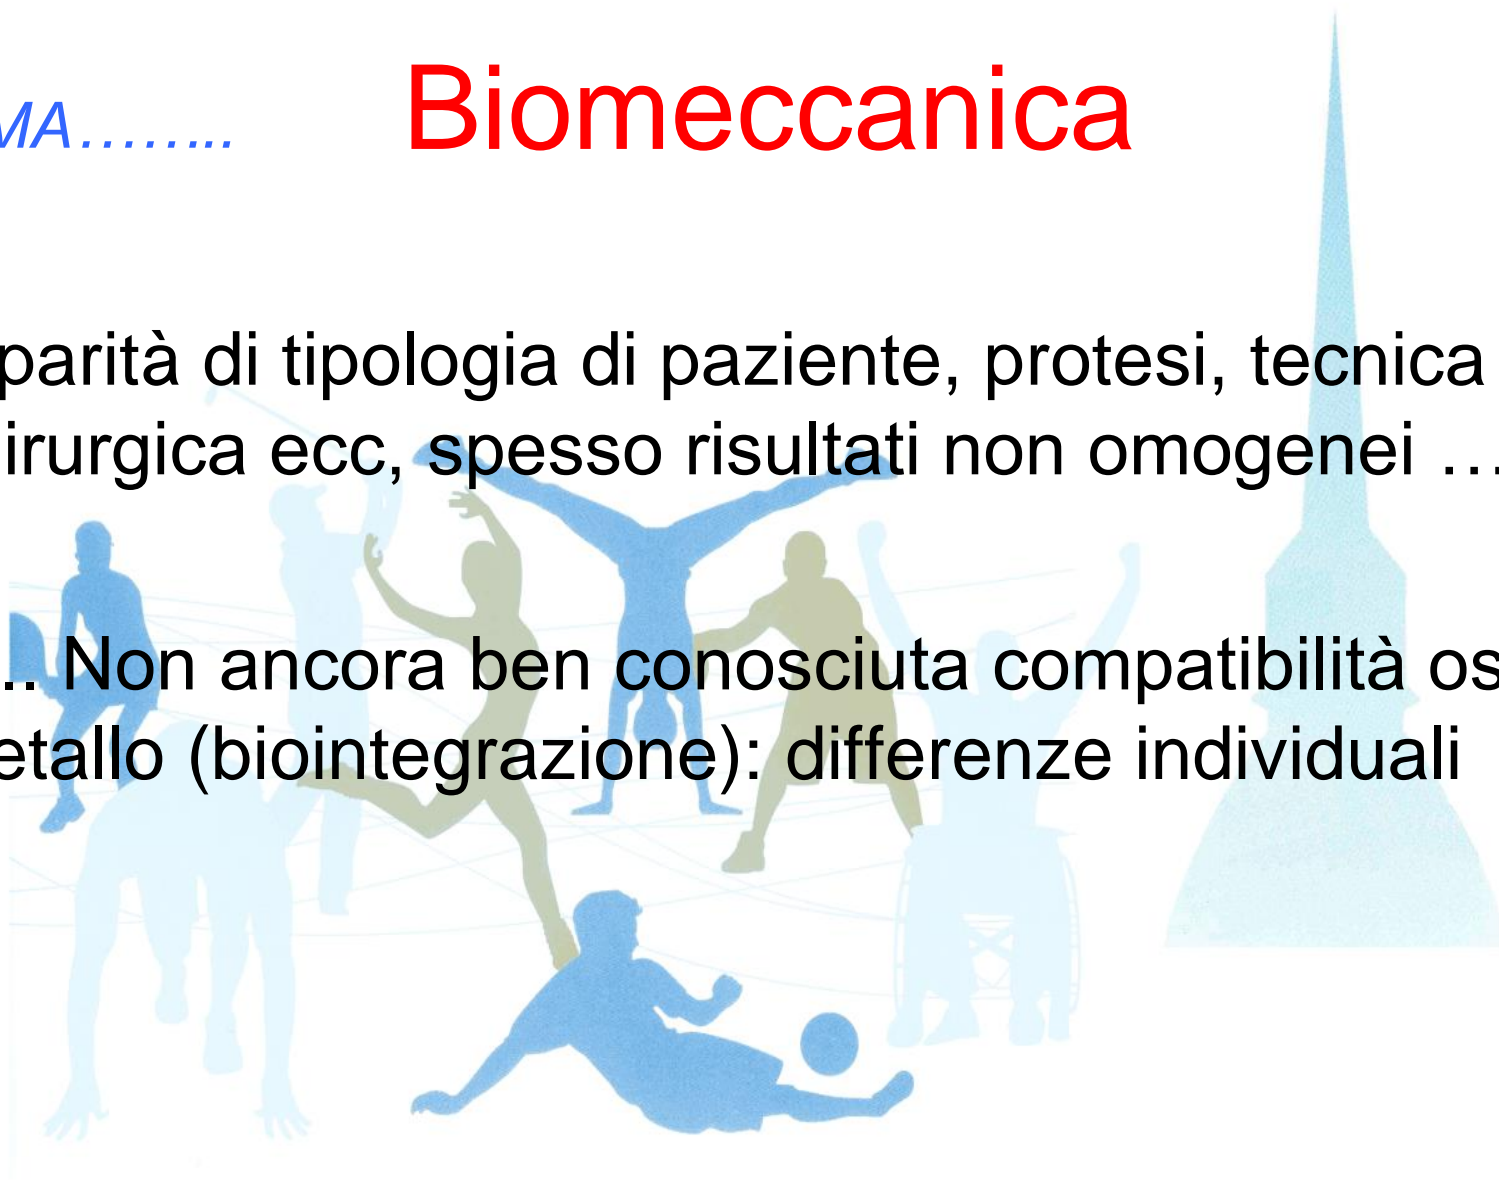 MA……..
Biomeccanica
parità di tipologia di paziente, protesi, tecnica
irurgica ecc, spesso risultati non omogenei …
.. Non ancora ben conosciuta compatibilità os
etallo (biointegrazione): differenze individuali